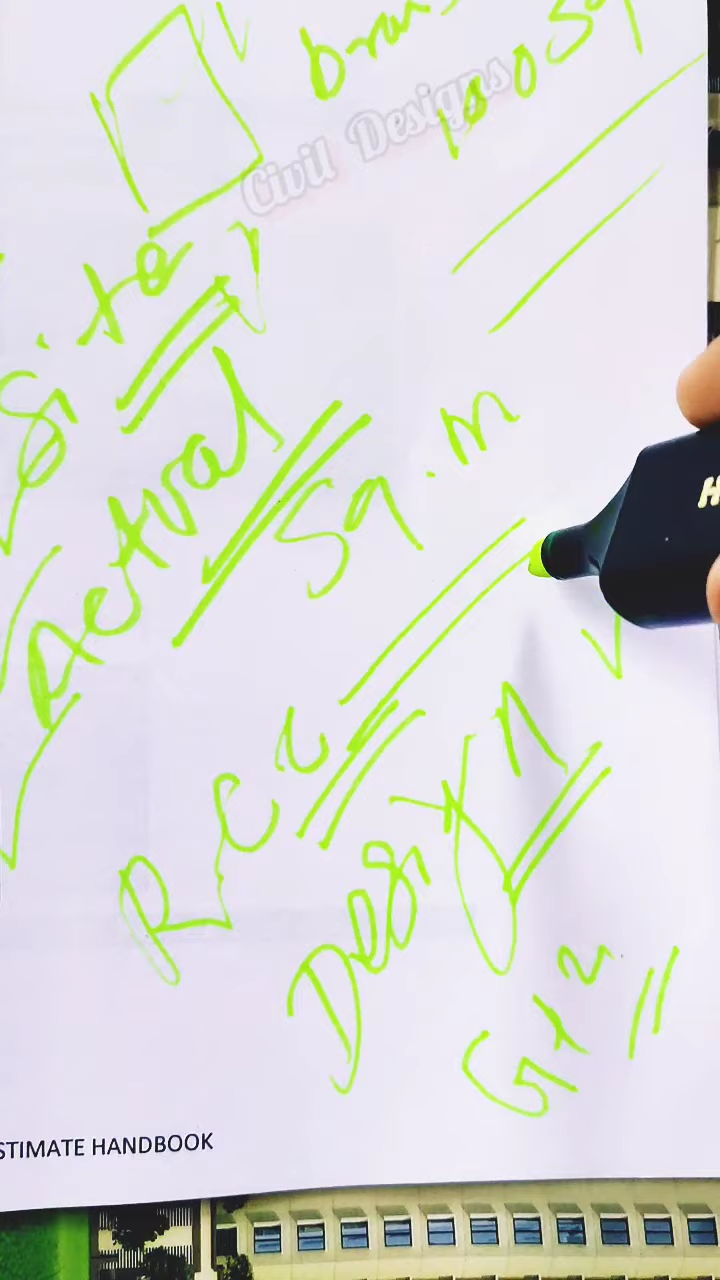 Civil Designs
Site
Actual
Sq.m
RCC
Design
G+2
STIMATE HANDBOOK
H